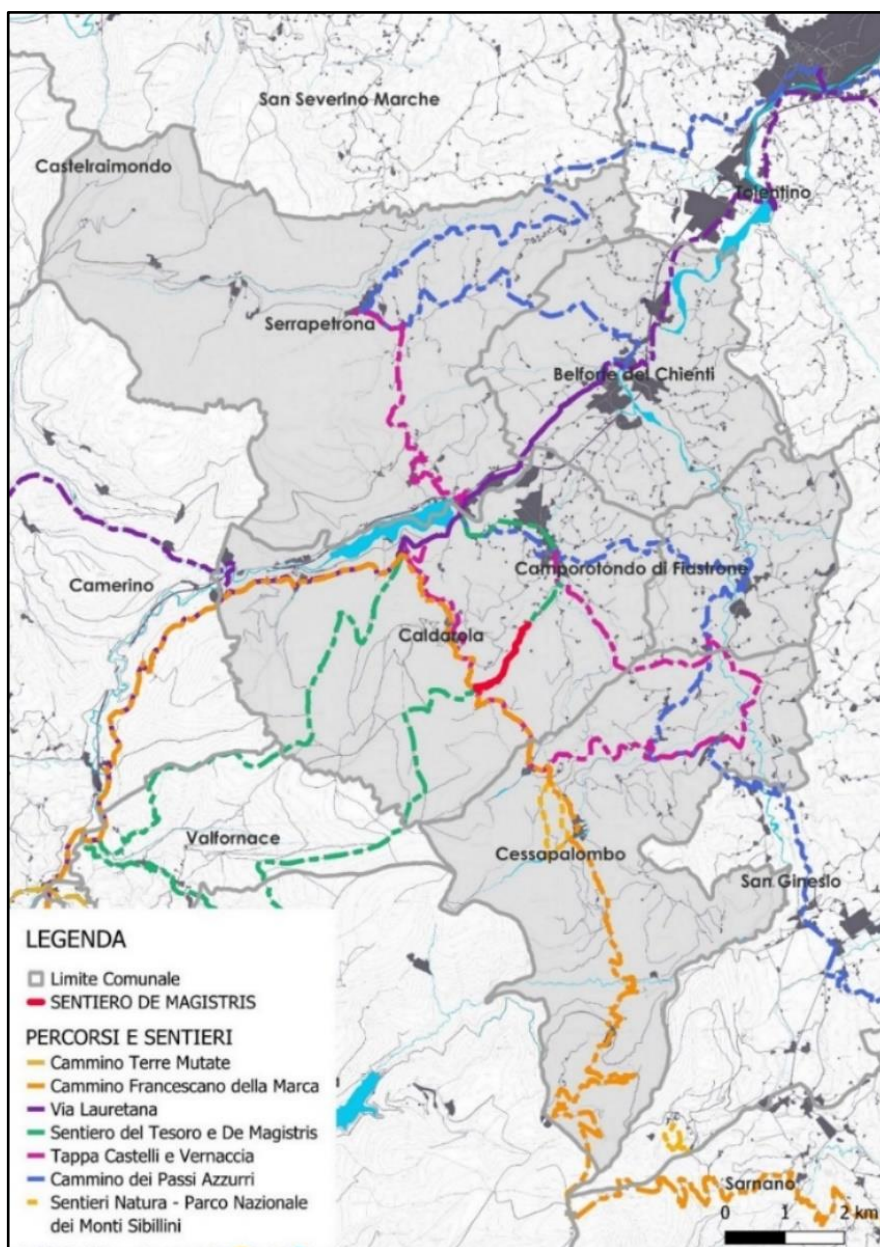 San Severino Marche
Castelraimondo
Tolentino
Serrapetrona
Belforte del Chienti
Camerino
Camporotondo di Fiastrone
Caldarola
Valfornace
Cessapalombo
San Ginesio
LEGENDA
Limite Comunale
SENTIERO DE MAGISTRIS
PERCORSI E SENTIERI
Cammino Terre Mutate
Cammino Francescano della Marca
Via Lauretana
Sentiero del Tesoro e De Magistris
Tappa Castelli e Vernaccia
Cammino dei Passi Azzurri
Sentieri Natura - Parco Nazionale
dei Monti Sibillini
Sarnano
0 1 2 km